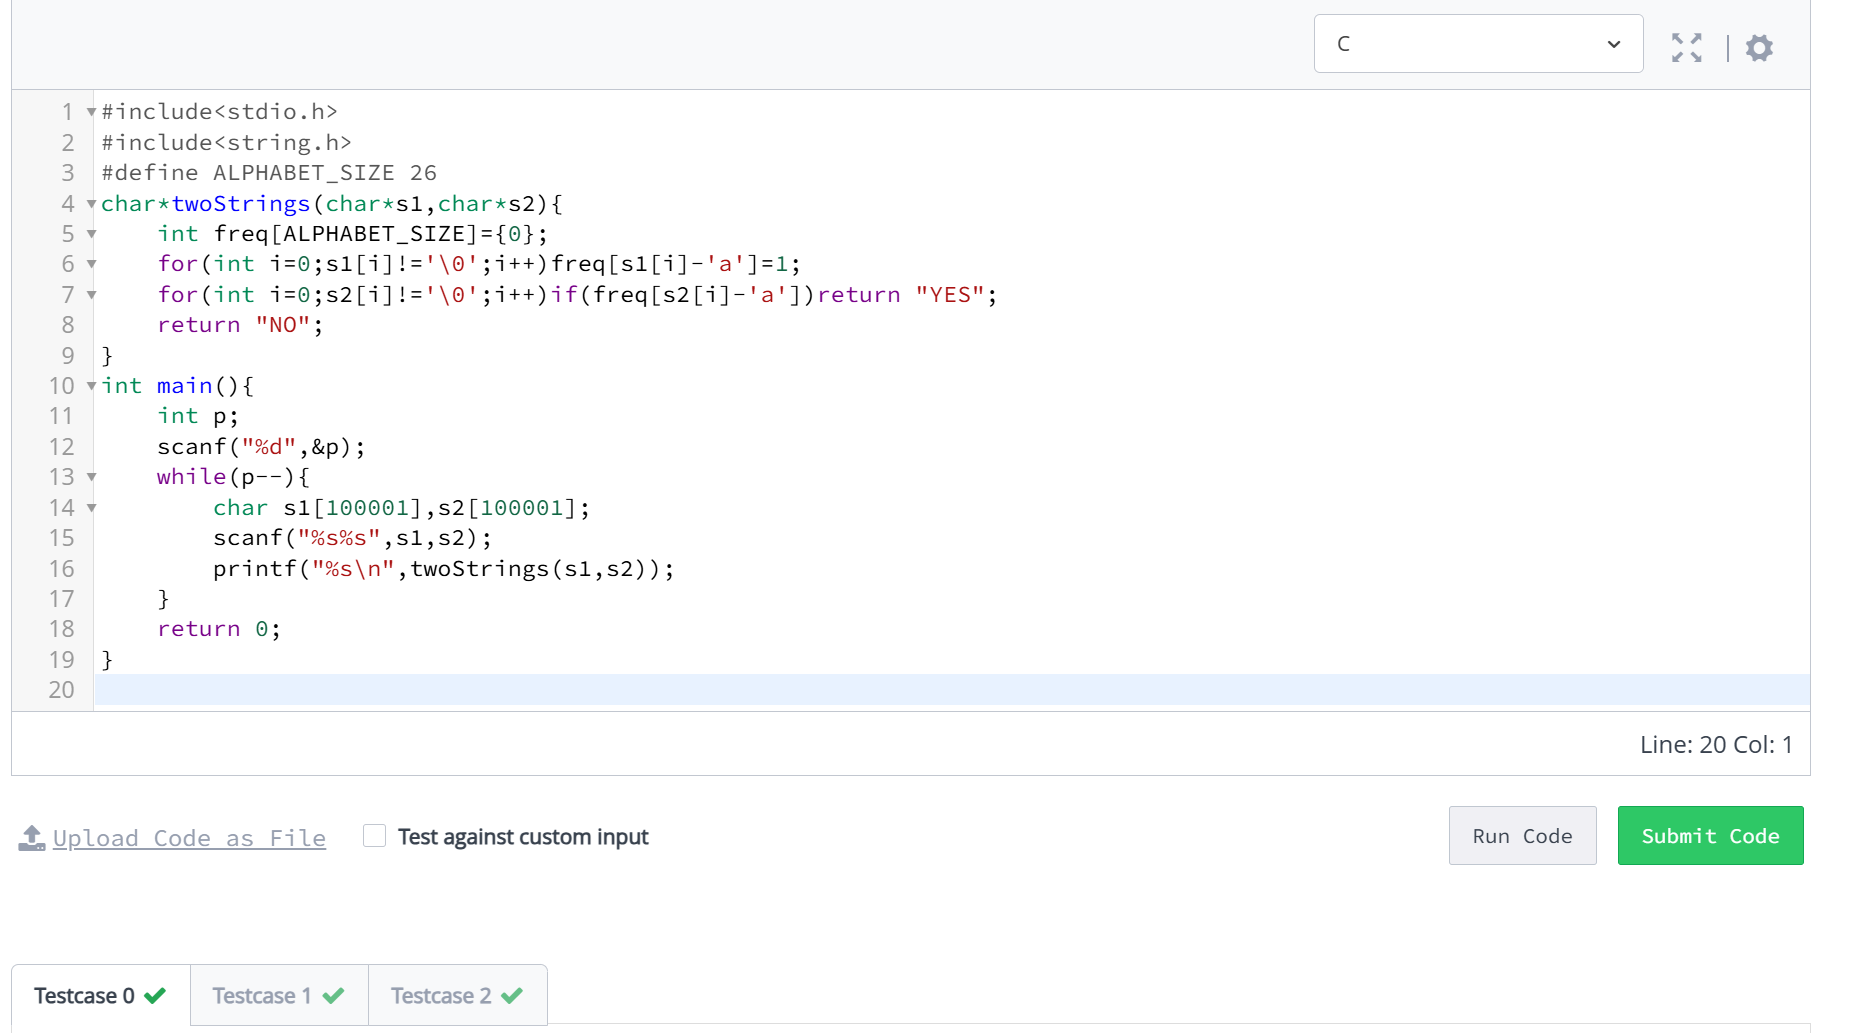 C
1 #include<stdio.h>
2 #include<string.h>
3 #define ALPHABET_SIZE 26
4 char*twoStrings(char*s1,char*s2){
5     int freq[ALPHABET_SIZE]={0};
6     for(int i=0;s1[i]!='\0';i++)freq[s1[i]-'a']=1;
7     for(int i=0;s2[i]!='\0';i++)if(freq[s2[i]-'a'])return "YES";
8     return "NO";
9 }
10 int main(){
11     int p;
12     scanf("%d",&p);
13     while(p--){
14         char s1[100001],s2[100001];
15         scanf("%s%s",s1,s2);
16         printf("%s\n",twoStrings(s1,s2));
17     }
18     return 0;
19 }
20
Line: 20 Col: 1
Upload Code as File Test against custom input Run Code Submit Code
Testcase 0 Testcase 1 Testcase 2